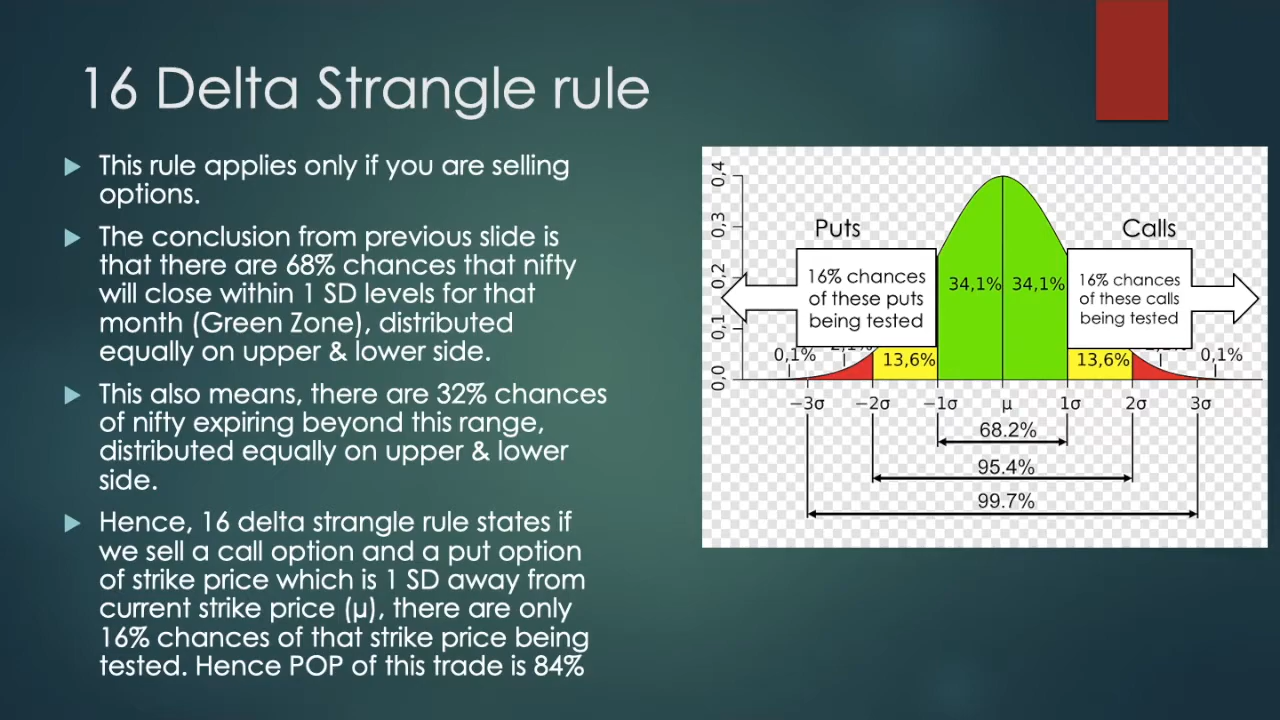 16 Delta Strangle rule
This rule applies only if you are selling
options.
The conclusion from previous slide is
that there are 68% chances that nifty
will close within 1 SD levels for that
month (Green Zone), distributed
equally on upper & lower side.
This also means, there are 32% chances
of nifty expiring beyond this range,
distributed equally on upper & lower
side.
Hence, 16 delta strangle rule states if
we sell a call option and a put option
of strike price which is 1 SD away from
current strike price (μ), there are only
16% chances of that strike price being
tested. Hence POP of this trade is 84%
0,4
0,3
0,2
0,1
0,0
Puts
Calls
16% chances
of these puts
being tested
34,1% 34,1%
16% chances
of these calls
being tested
0,1% 13,6% 13,6% 0,1%
−3σ −2σ −1σ μ 1σ 2σ 3σ
68.2%
95.4%
99.7%